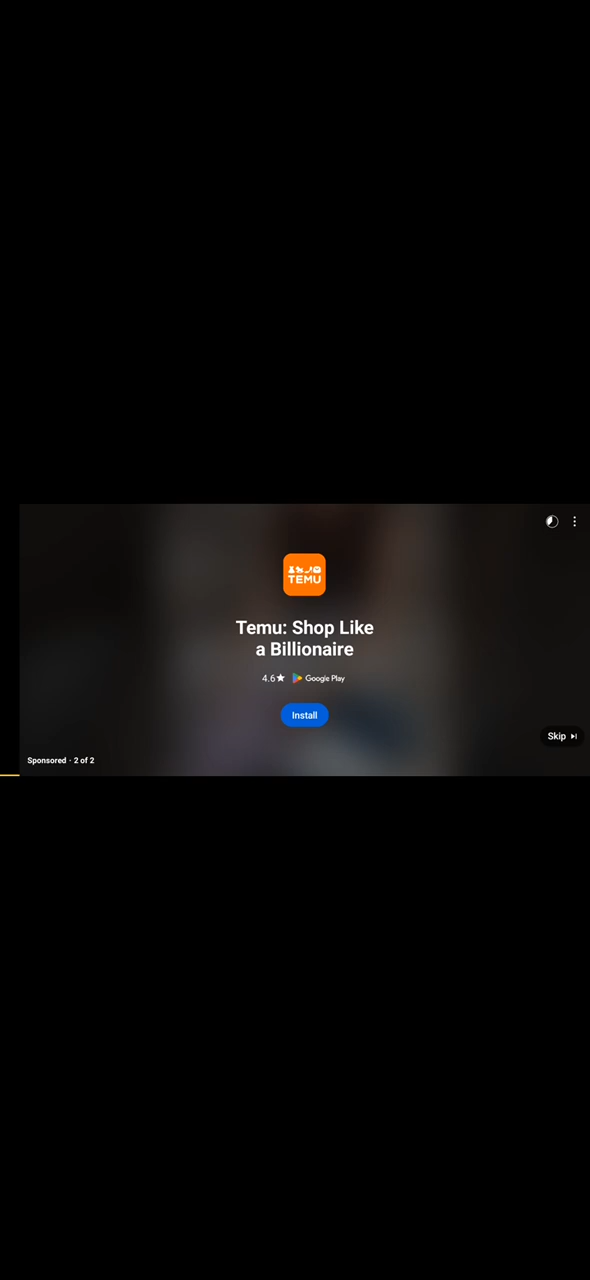 TEMU
Temu: Shop Like
a Billionaire
4.6★ Google Play
Install
Skip
Sponsored · 2 of 2